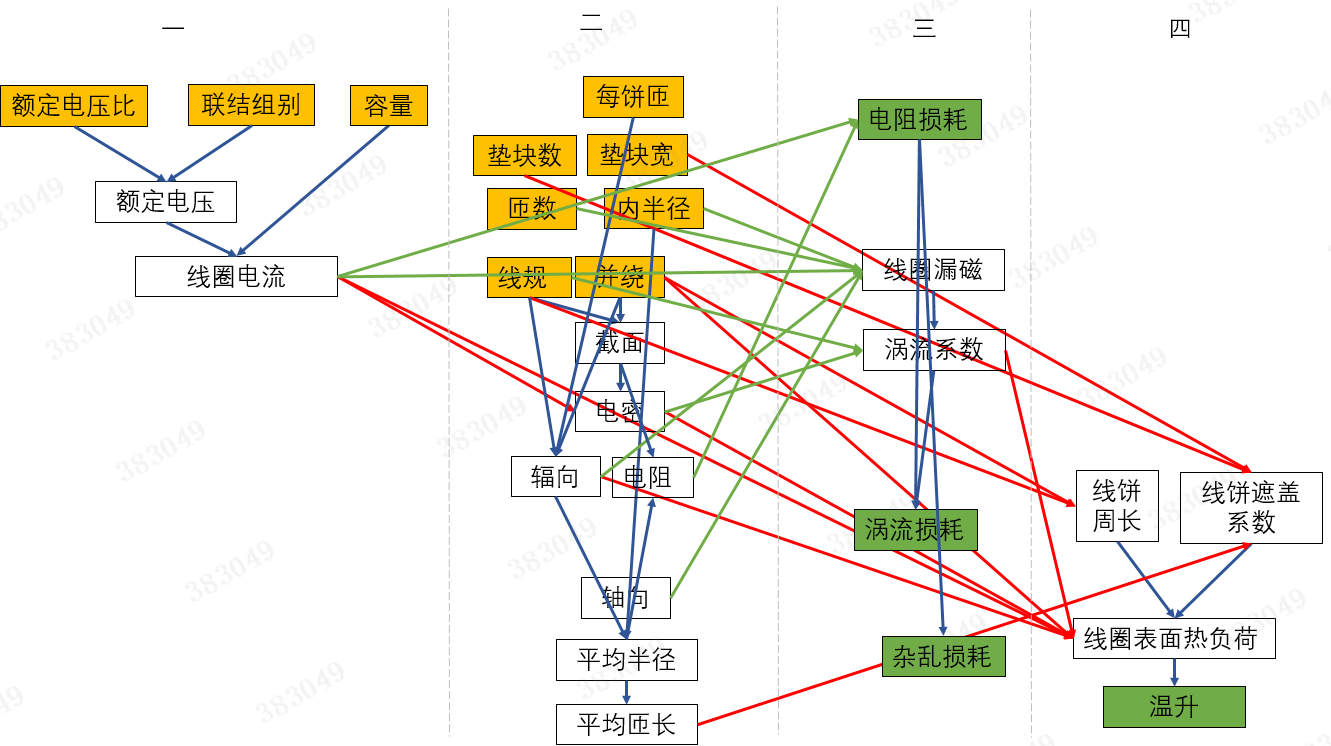 一
二
三
四
额定电压比
联结组别
容量
额定电压
线圈电流
每饼匝
垫块数
垫块宽
匝数
内半径
线规
并绕
截面
电密
辐向
电阻
轴向
平均半径
平均匝长
电阻损耗
线圈漏磁
涡流系数
涡流损耗
杂乱损耗
线饼
周长
线饼遮盖
系数
线圈表面热负荷
温升
383049